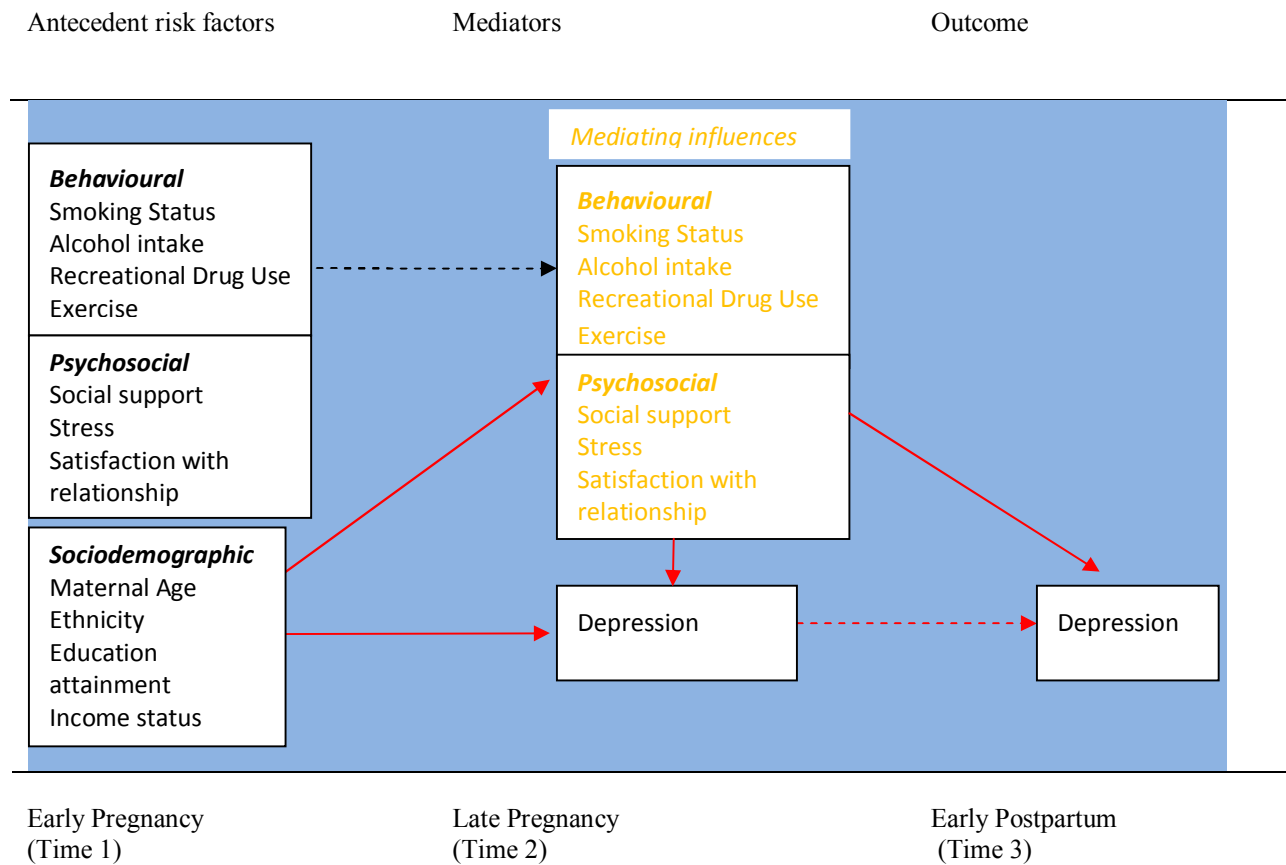 Antecedent risk factors
Mediators
Outcome
Mediating influences
Behavioural
Smoking Status
Alcohol intake
Recreational Drug Use
Exercise
Psychosocial
Social support
Stress
Satisfaction with
relationship
Sociodemographic
Maternal Age
Ethnicity
Education
attainment
Income status
Behavioural
Smoking Status
Alcohol intake
Recreational Drug Use
Exercise
Psychosocial
Social support
Stress
Satisfaction with
relationship
Depression
Depression
Early Pregnancy
(Time 1)
Late Pregnancy
(Time 2)
Early Postpartum
(Time 3)